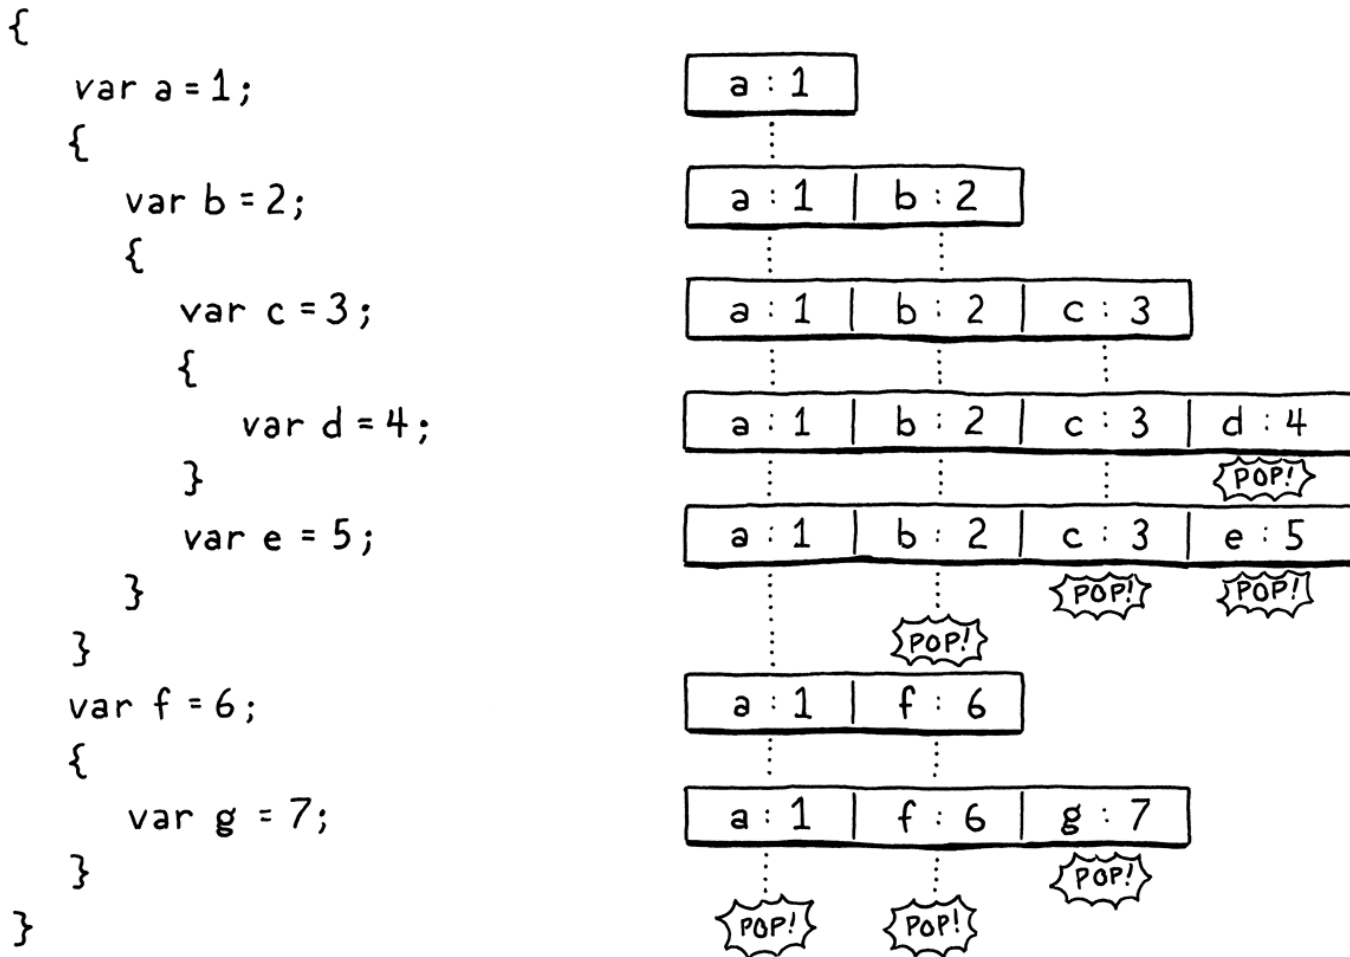 {
var a = 1;
a : 1
{
var b = 2;
a : 1 | b : 2
{
var c = 3;
a : 1 | b : 2 | c : 3
{
var d = 4;
a : 1 | b : 2 | c : 3 | d : 4
}
POP!
var e = 5;
a : 1 | b : 2 | c : 3 | e : 5
}
POP! POP!
}
POP!
var f = 6;
a : 1 | f : 6
{
var g = 7;
a : 1 | f : 6 | g : 7
}
POP!
}
POP! POP!